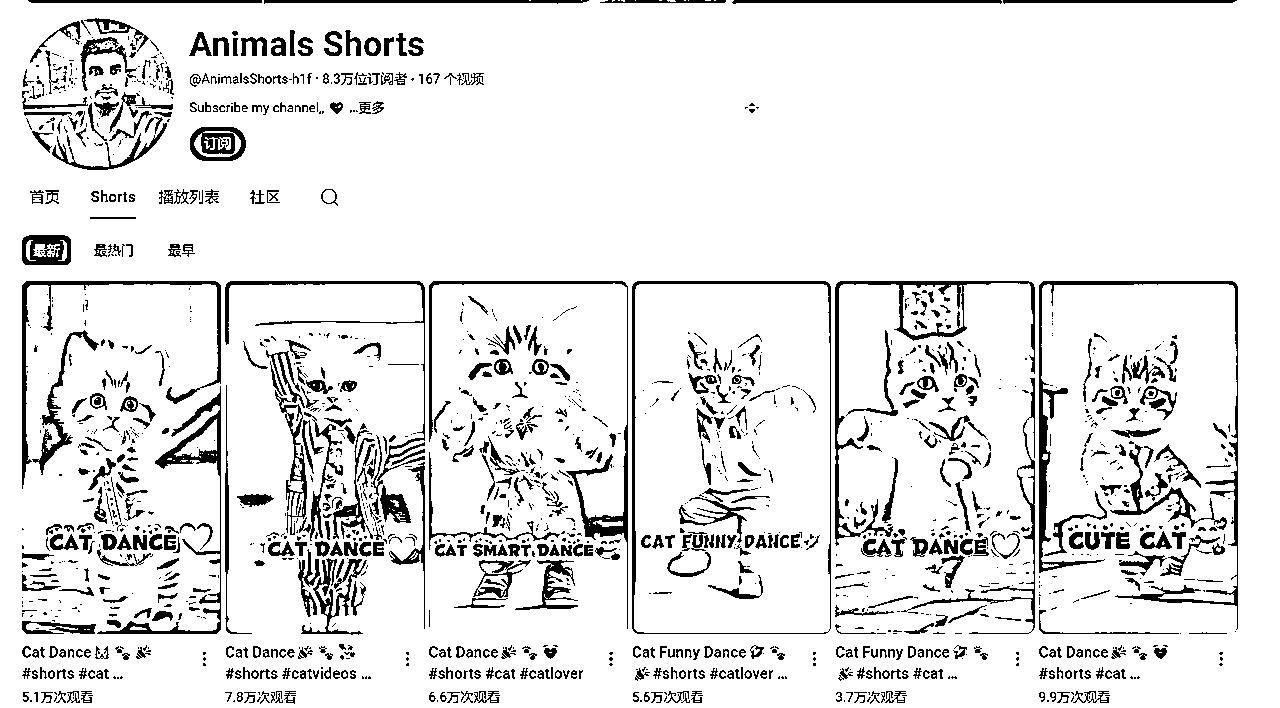 Animals Shorts
@AnimalsShorts-h1f · 8.3万位订阅者 · 167 个视频
Subscribe my channel,, ...更多
订阅
首页 Shorts 播放列表 社区
最新 最热门 最早
CAT DANCE
CAT DANCE
CAT SMART DANCE
CAT FUNNY DANCE
CAT DANCE
CUTE CAT
Cat Dance
#shorts #cat ...
5.1万次观看
Cat Dance
#shorts #catvideos ...
7.8万次观看
Cat Dance
#shorts #cat #catlover
6.6万次观看
Cat Funny Dance
#shorts #catlover ...
5.6万次观看
Cat Funny Dance
#shorts #cat ...
3.7万次观看
Cat Dance
#shorts #cat ...
9.9万次观看